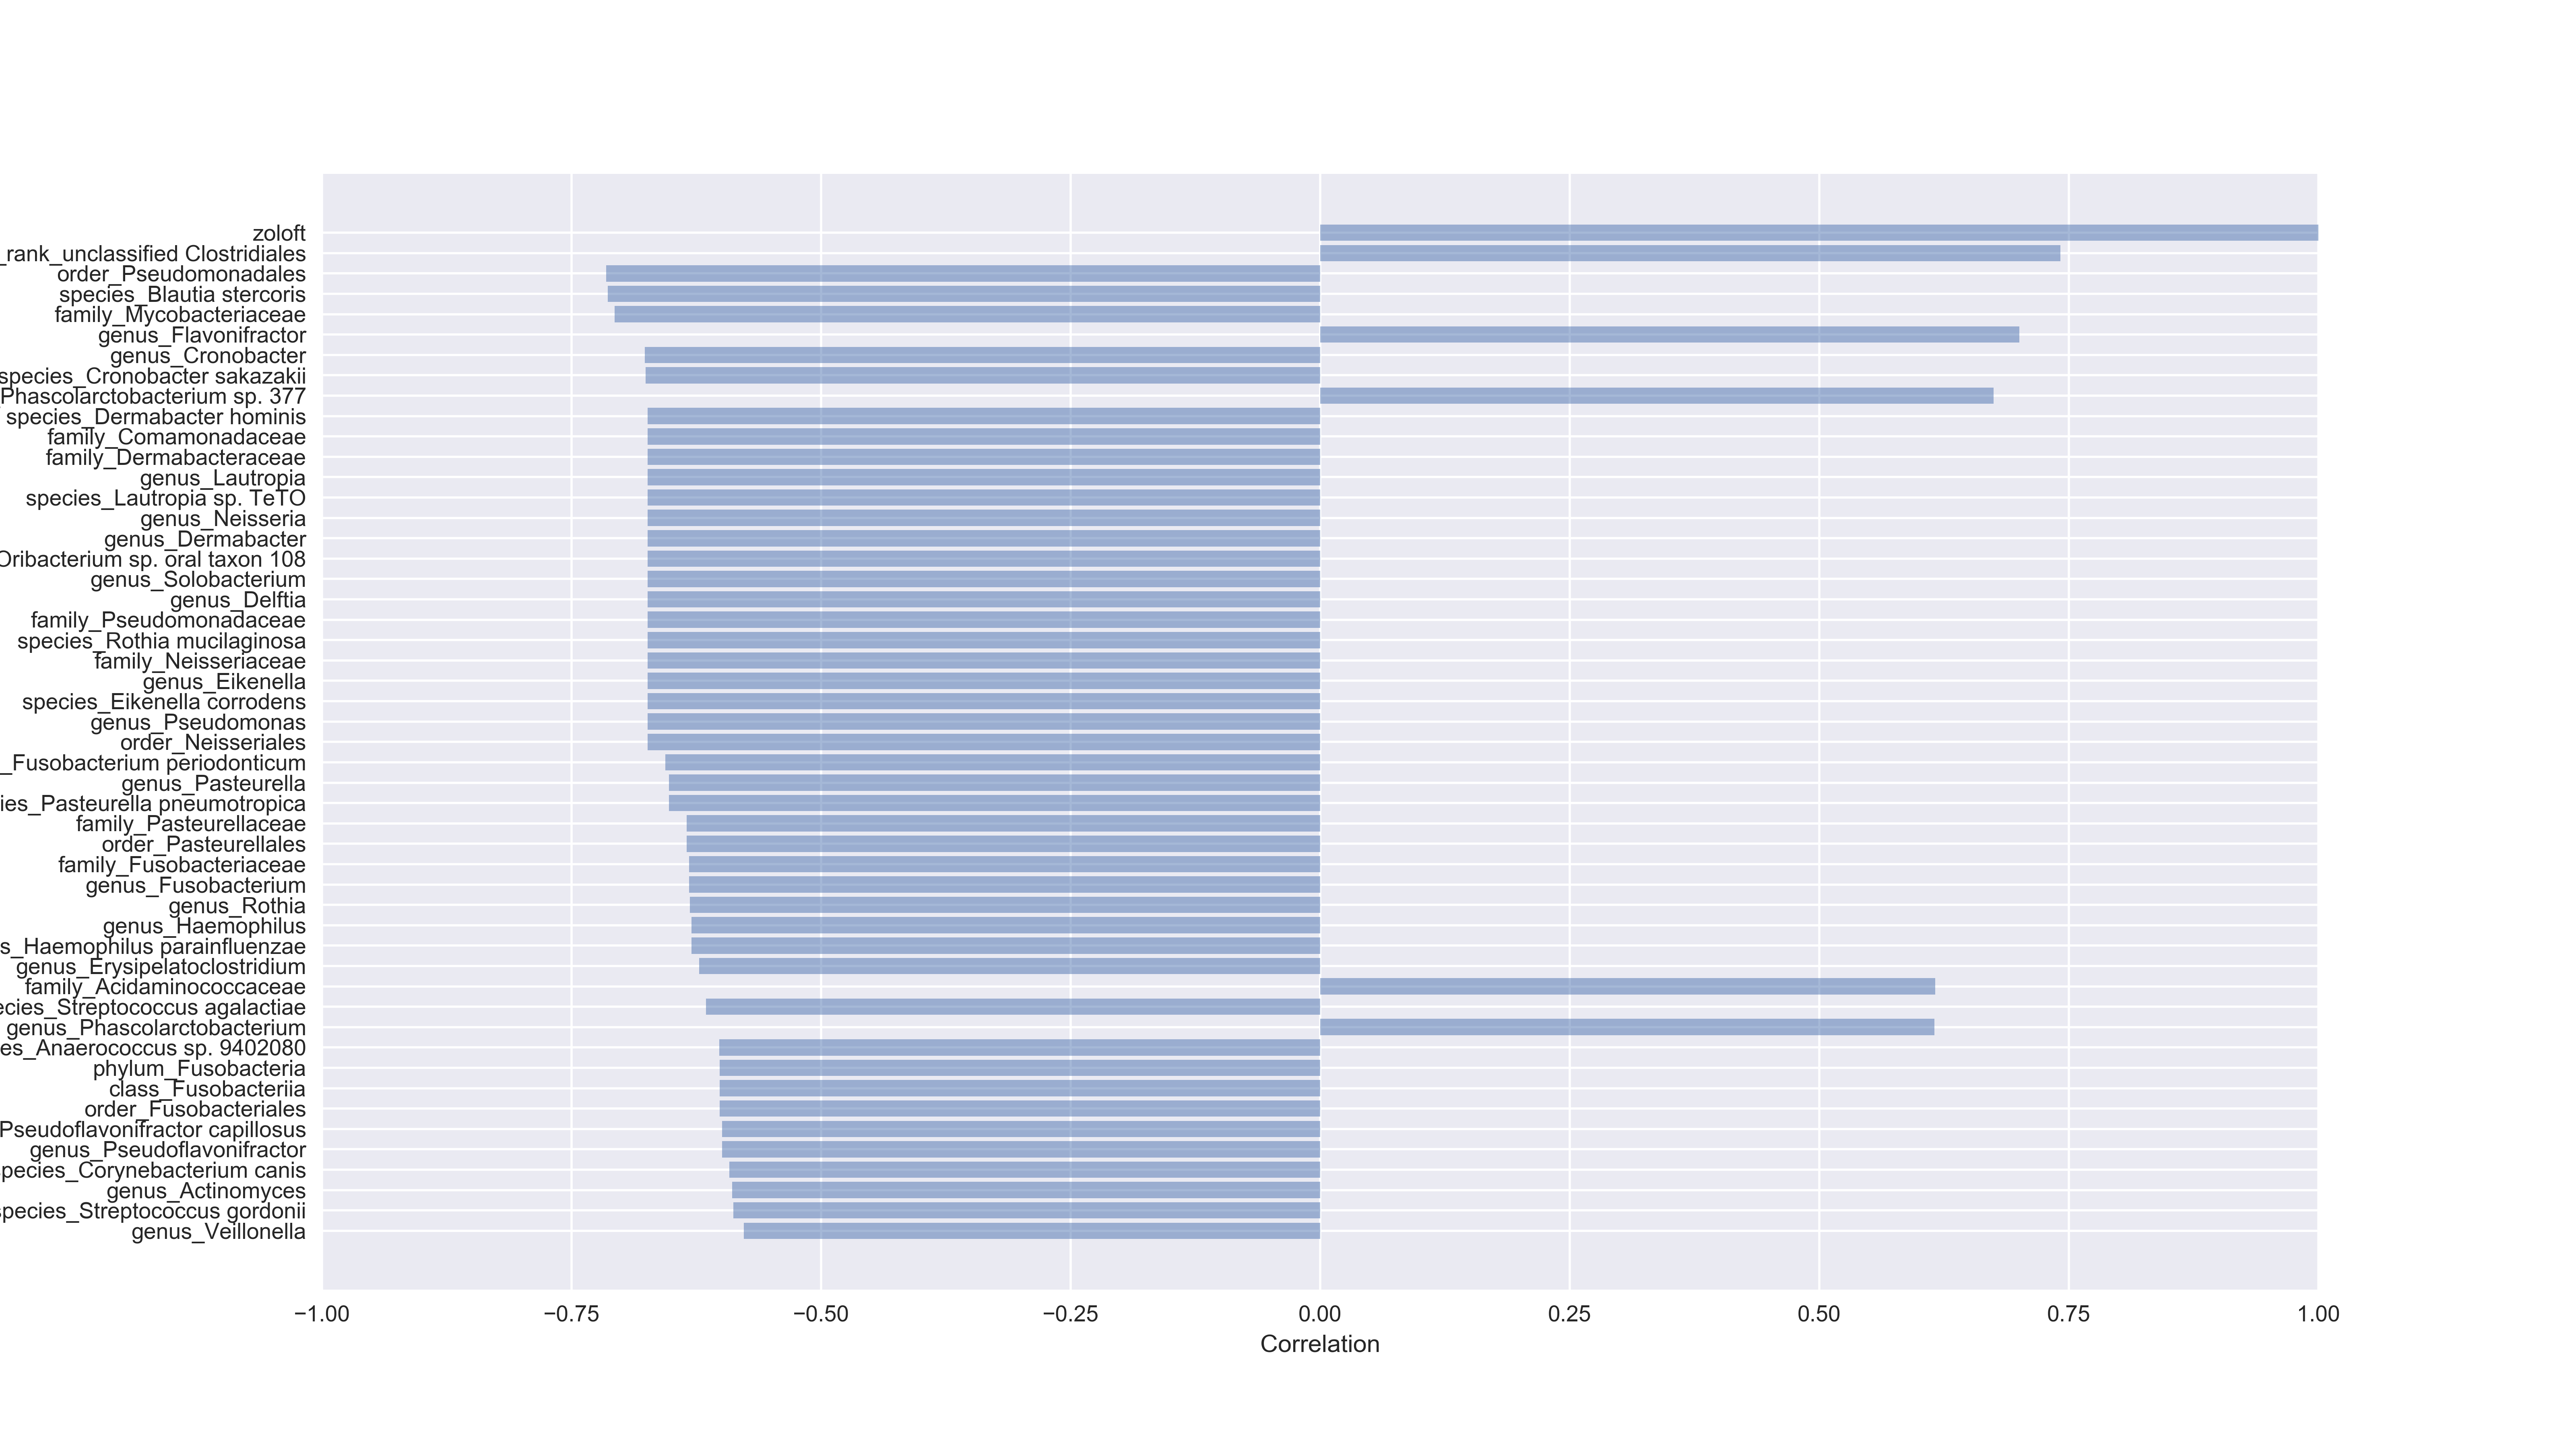 zoloft
_rank_unclassified Clostridiales
order_Pseudomonadales
species_Blautia stercoris
family_Mycobacteriaceae
genus_Flavonifractor
genus_Cronobacter
species_Cronobacter sakazakii
Phascolarctobacterium sp. 377
species_Dermabacter hominis
family_Comamonadaceae
family_Dermabacteraceae
genus_Lautropia
species_Lautropia sp. TeTO
genus_Neisseria
genus_Dermabacter
Oribacterium sp. oral taxon 108
genus_Solobacterium
genus_Delftia
family_Pseudomonadaceae
species_Rothia mucilaginosa
family_Neisseriaceae
genus_Eikenella
species_Eikenella corrodens
genus_Pseudomonas
order_Neisseriales
_Fusobacterium periodonticum
genus_Pasteurella
ies_Pasteurella pneumotropica
family_Pasteurellaceae
order_Pasteurellales
family_Fusobacteriaceae
genus_Fusobacterium
genus_Rothia
genus_Haemophilus
s_Haemophilus parainfluenzae
genus_Erysipelatoclostridium
family_Acidaminococcaceae
ecies_Streptococcus agalactiae
genus_Phascolarctobacterium
es_Anaerococcus sp. 9402080
phylum_Fusobacteria
class_Fusobacteriia
order_Fusobacteriales
Pseudoflavonifractor capillosus
genus_Pseudoflavonifractor
species_Corynebacterium canis
genus_Actinomyces
species_Streptococcus gordonii
genus_Veillonella
−1.00 −0.75 −0.50 −0.25 0.00 0.25 0.50 0.75 1.00
Correlation